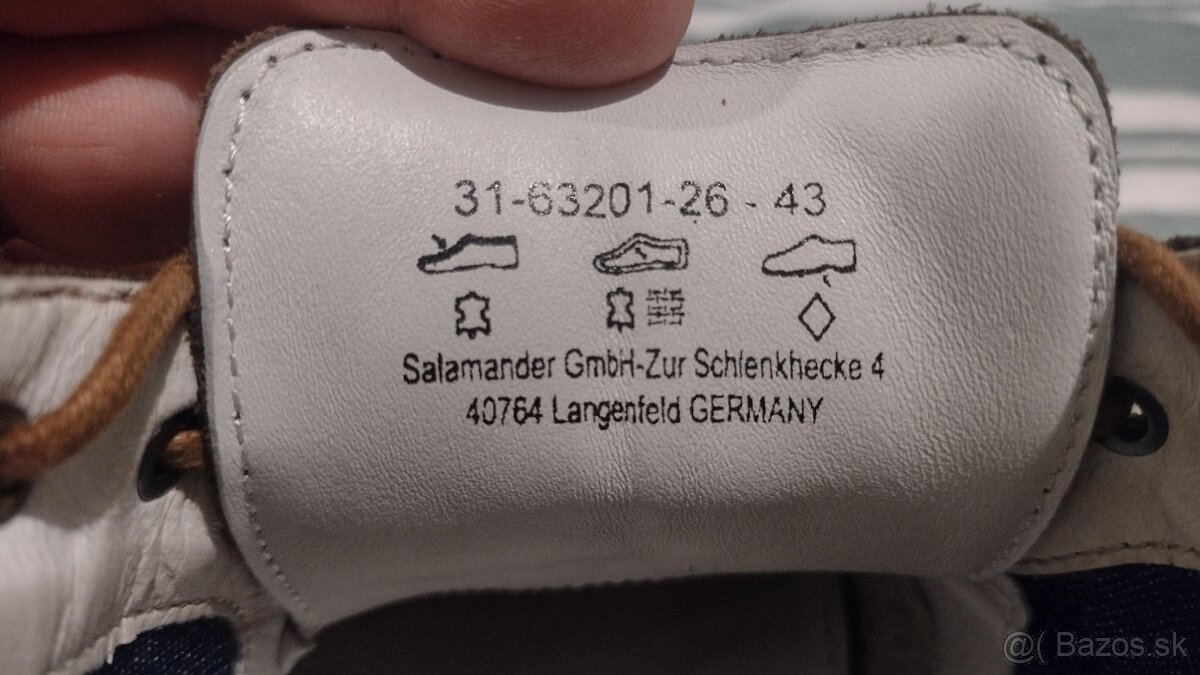 31-63201-26 - 43
Salamander GmbH-Zur Schlenkhecke 4
40764 Langenfeld GERMANY
@( Bazos.sk